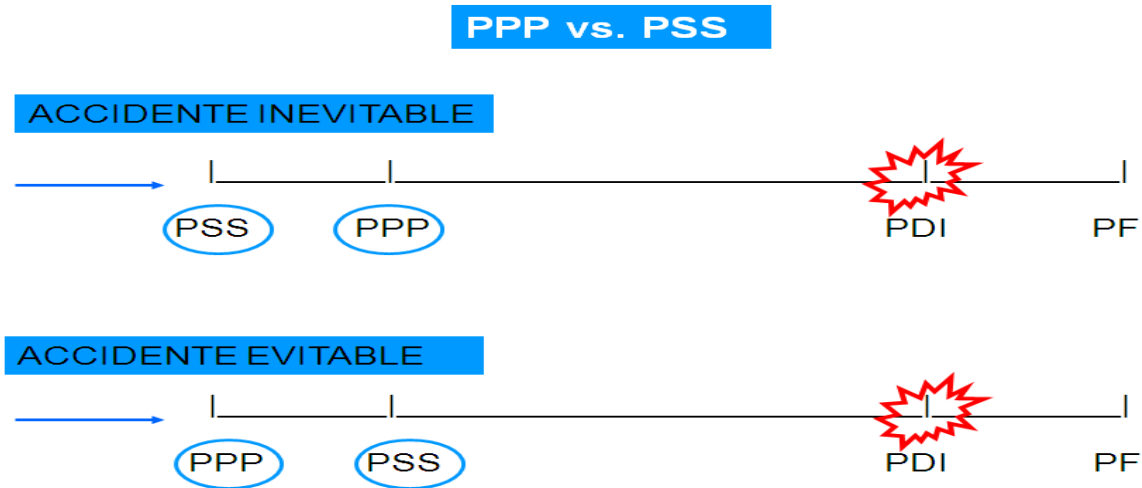 PPP vs. PSS
ACCIDENTE INEVITABLE
PSS PPP PDI PF
ACCIDENTE EVITABLE
PPP PSS PDI PF